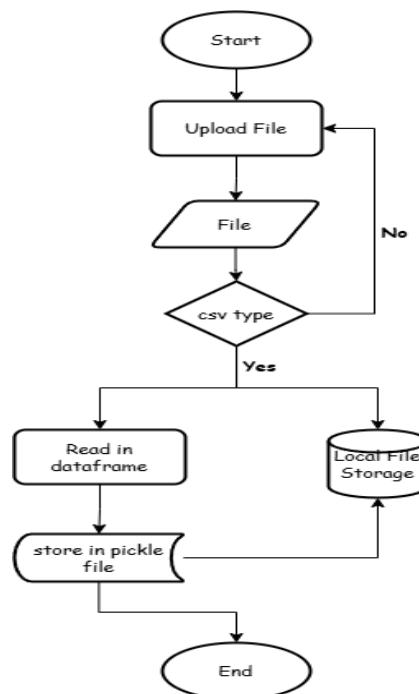 Start
Upload File
File
No
csv type
Yes
Read in
dataframe
Local File
Storage
store in pickle
file
End